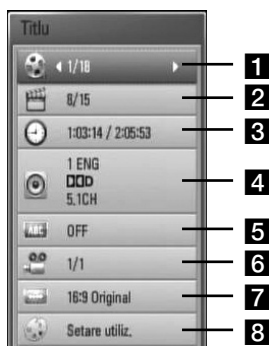 Titlu
1/18 1
8/15 2
1:03:14 / 2:05:53 3
1 ENG
D 4
5.1CH
ABC OFF 5
1/1 6
16:9 Original 7
Setare utiliz. 8